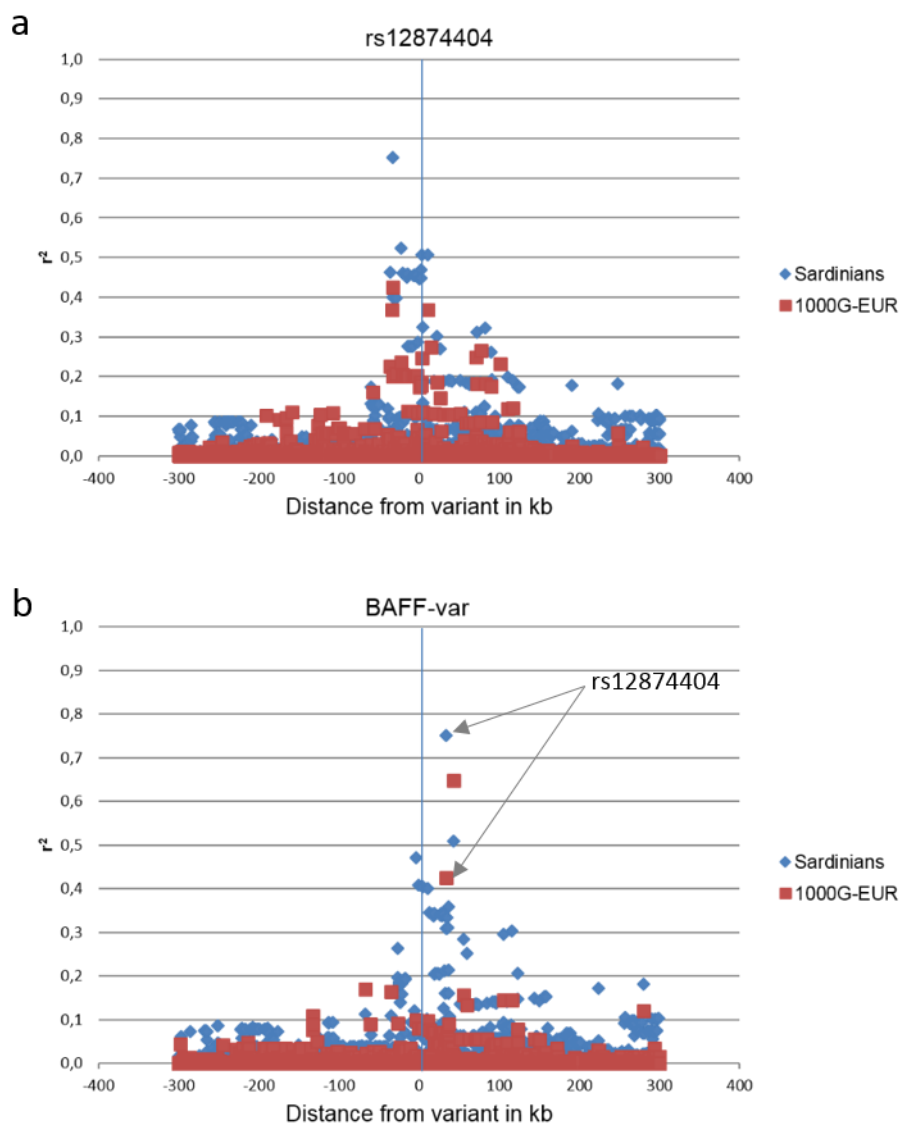 a
rs12874404
1,0
0,9
0,8
0,7
0,6
0,5
0,4
0,3
0,2
0,1
0,0
r²
-400 -300 -200 -100 0 100 200 300 400
Distance from variant in kb
Sardinians
1000G-EUR
b
BAFF-var
1,0
0,9
0,8
0,7
0,6
0,5
0,4
0,3
0,2
0,1
0,0
r²
rs12874404
-400 -300 -200 -100 0 100 200 300 400
Distance from variant in kb
Sardinians
1000G-EUR